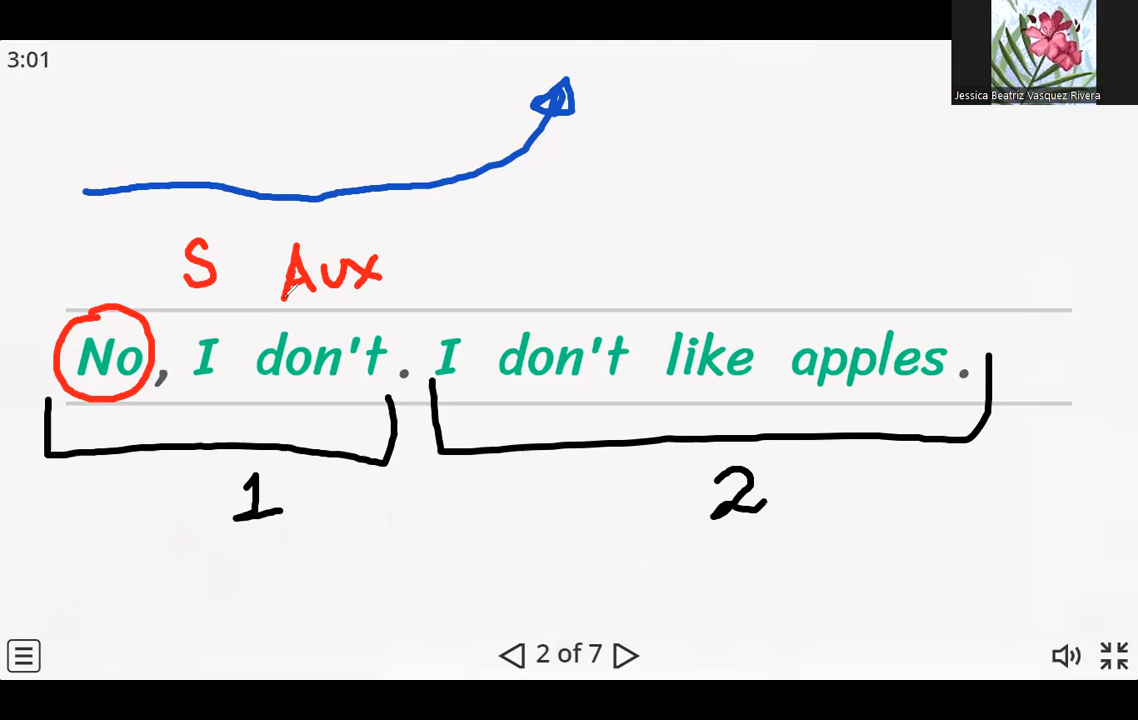 3:01
Jessica Beatriz Vasquez Rivera
S Aux
No, I don't. I don't like apples.
1 2
2 of 7